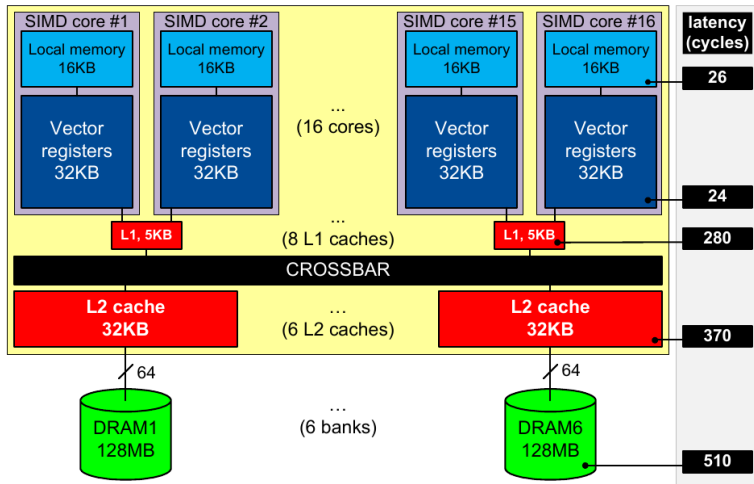 SIMD core #1
SIMD core #2
SIMD core #15
SIMD core #16
latency
(cycles)
Local memory
16KB
Local memory
16KB
Local memory
16KB
Local memory
16KB
26
...
(16 cores)
Vector
registers
32KB
Vector
registers
32KB
Vector
registers
32KB
Vector
registers
32KB
24
L1, 5KB
...
(8 L1 caches)
L1, 5KB
280
CROSSBAR
L2 cache
32KB
...
(6 L2 caches)
L2 cache
32KB
370
64
64
DRAM1
128MB
...
(6 banks)
DRAM6
128MB
510